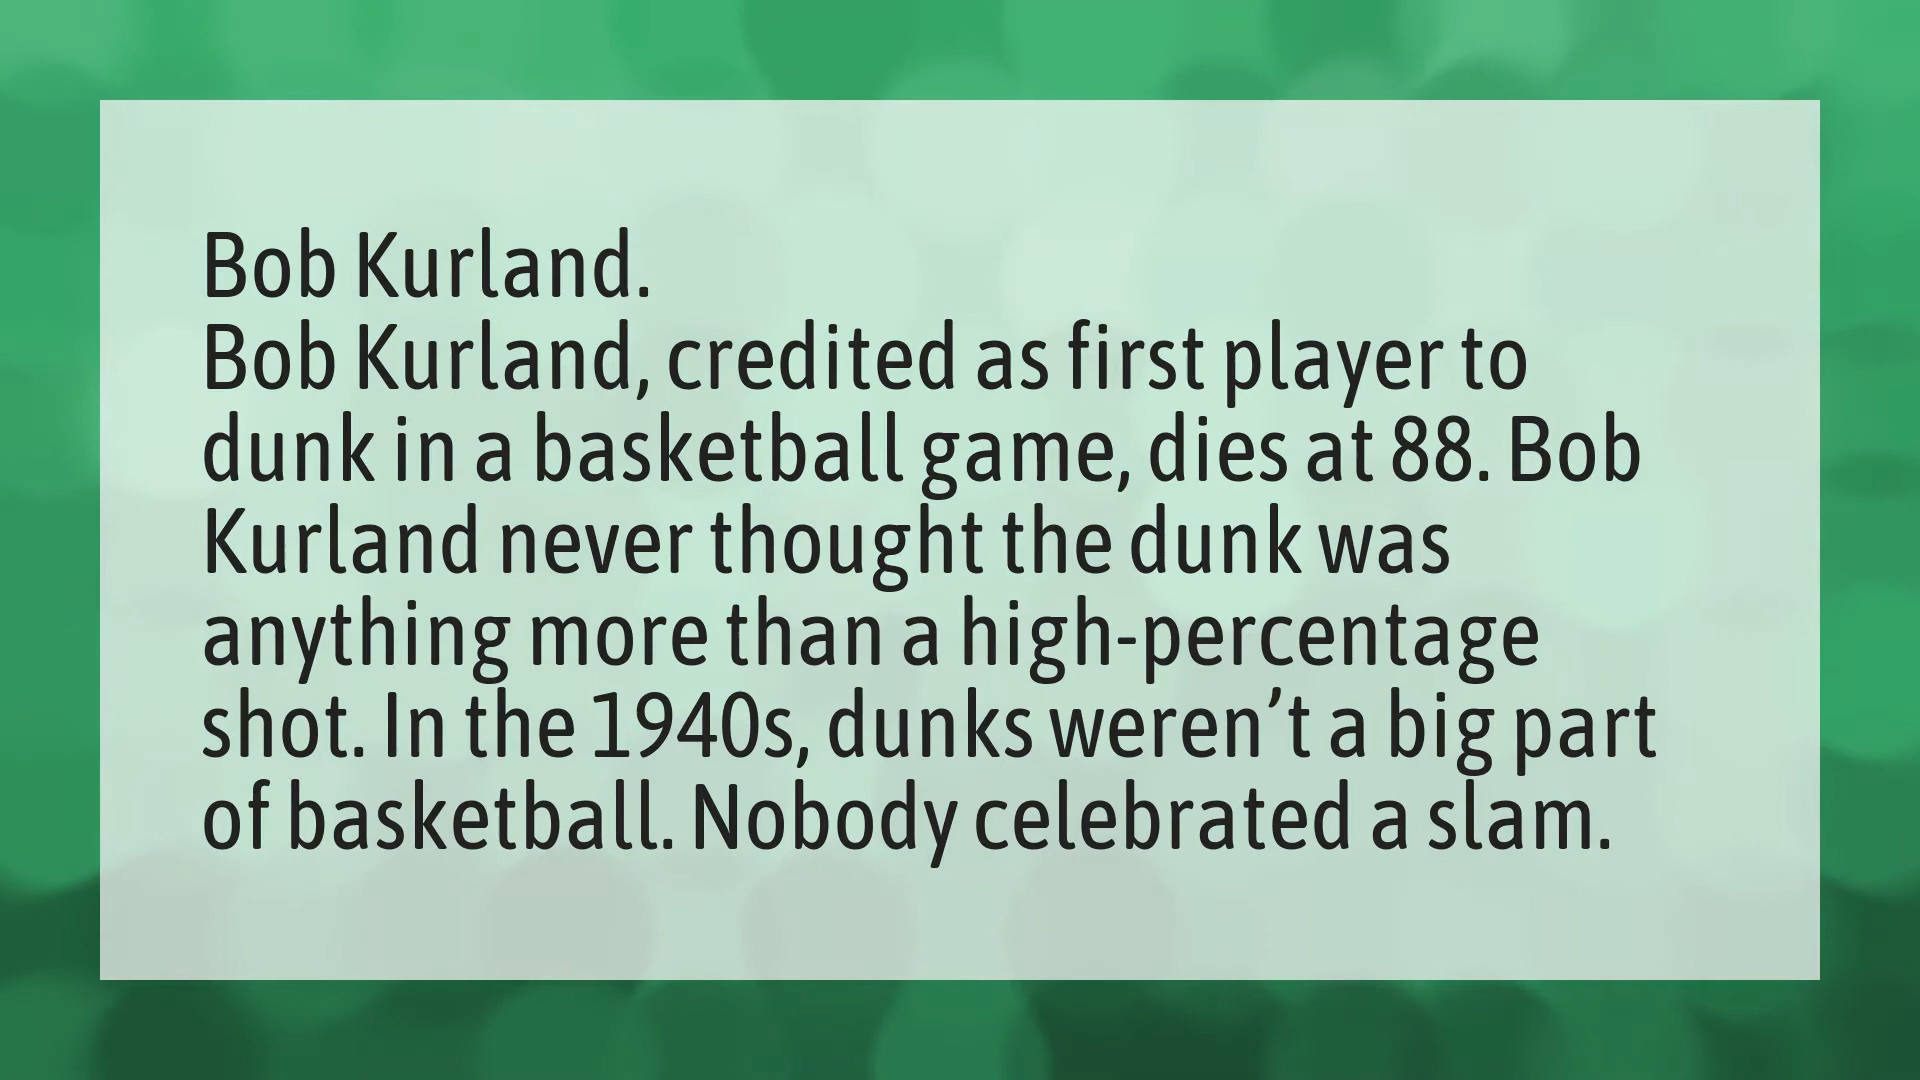 Bob Kurland.
Bob Kurland, credited as first player to
dunk in a basketball game, dies at 88. Bob
Kurland never thought the dunk was
anything more than a high-percentage
shot. In the 1940s, dunks weren’t a big part
of basketball. Nobody celebrated a slam.